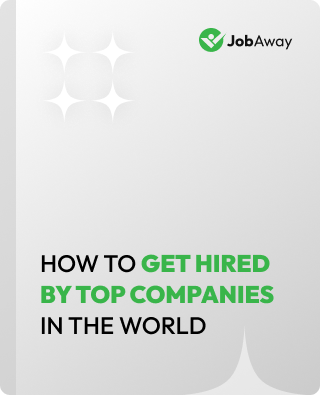 JobAway
HOW TO GET HIRED
BY TOP COMPANIES
IN THE WORLD